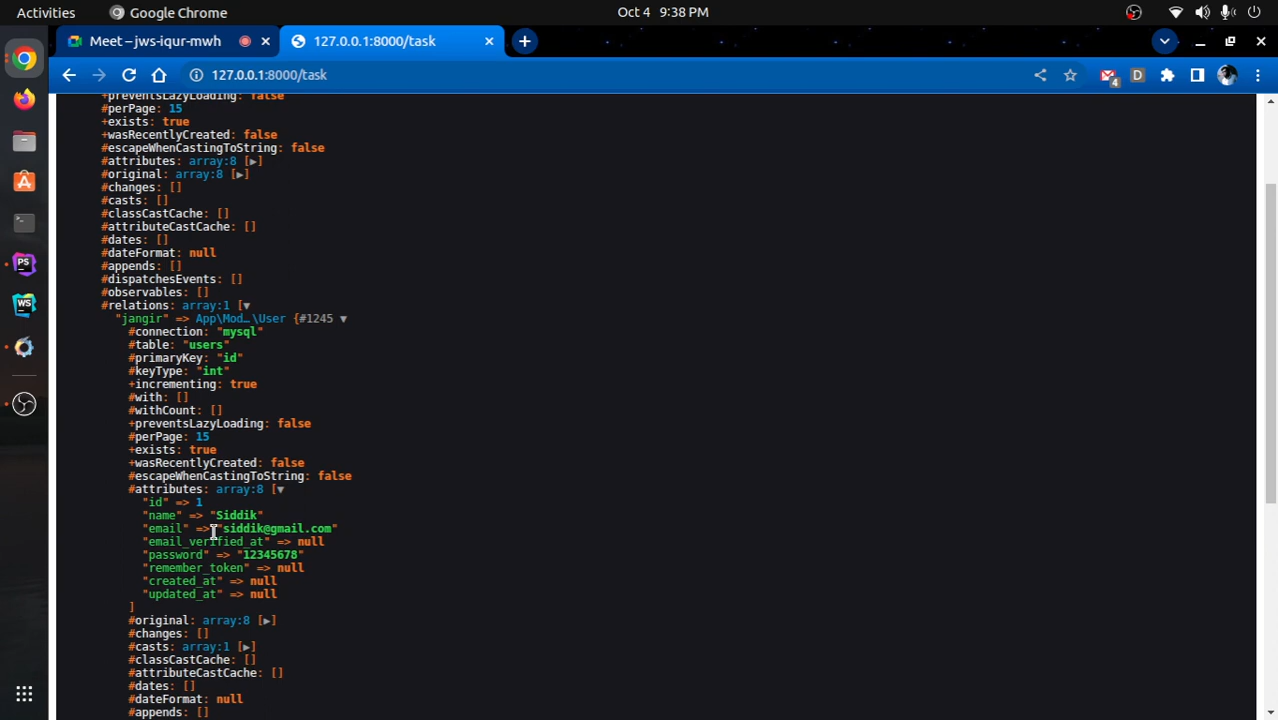 Activities
Google Chrome
Oct 4 9:38 PM
Meet – jws-iqur-mwh
127.0.0.1:8000/task
127.0.0.1:8000/task
4
D
PS
WS
+preventsLazyLoading: false
#perPage: 15
+exists: true
+wasRecentlyCreated: false
#escapeWhenCastingToString: false
#attributes: array:8 [▶]
#original: array:8 [▶]
#changes: []
#casts: []
#classCastCache: []
#attributeCastCache: []
#dates: []
#dateFormat: null
#appends: []
#dispatchesEvents: []
#observables: []
#relations: array:1 [▼
"jangir" => App\Mod…\User {#1245 ▼
#connection: "mysql"
#table: "users"
#primaryKey: "id"
#keyType: "int"
+incrementing: true
#with: []
#withCount: []
+preventsLazyLoading: false
#perPage: 15
+exists: true
+wasRecentlyCreated: false
#escapeWhenCastingToString: false
#attributes: array:8 [▼
"id" => 1
"name" => "Siddik"
"email" => "siddik@gmail.com"
"email_verified_at" => null
"password" => "12345678"
"remember_token" => null
"created_at" => null
"updated_at" => null
]
#original: array:8 [▶]
#changes: []
#casts: array:1 [▶]
#classCastCache: []
#attributeCastCache: []
#dates: []
#dateFormat: null
#appends: []